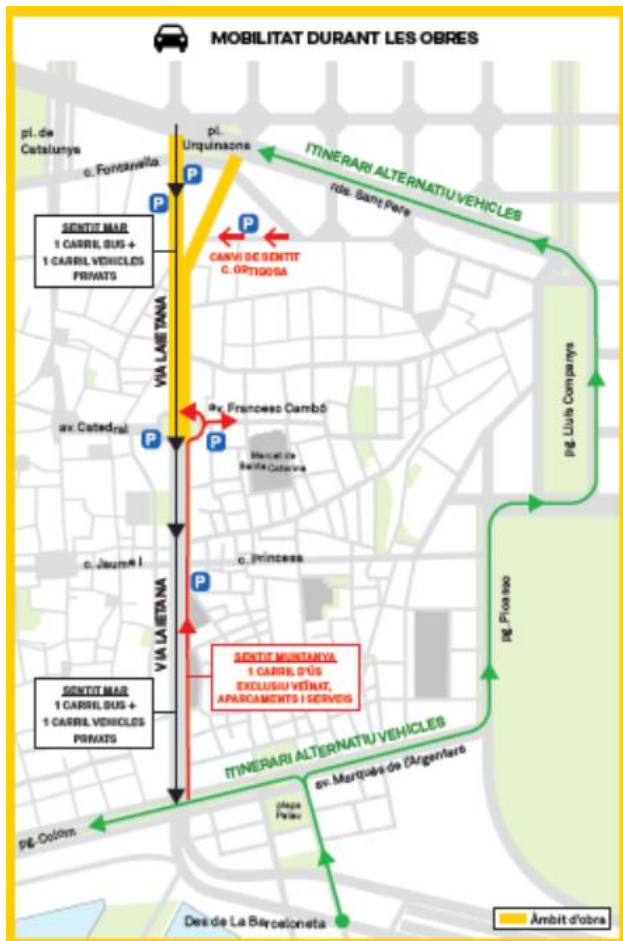 MOBILITAT DURANT LES OBRES
pl. de
Catalunya
pl.
Urquinaona
c. Fontanella
P
P
ITINERARI ALTERNATIU VEHICLES
rda. Sant Pere
SENTIT MAR
1 CARRIL BUS +
1 CARRIL VEHICLES
PRIVATS
P
CANVI DE SENTIT
C. ORTIGOSA
VIA LAIETANA
pg. Lluís Companys
av. Francesc Cambó
av. Catedral
P
P
Mercat de
Santa Caterina
c. Jaume I
c. Princesa
P
VIA LAIETANA
pg. Picasso
SENTIT MUNTANYA
1 CARRIL D'ÚS
EXCLUSIU VEÏNAT,
APARCAMENTS I SERVEIS
SENTIT MAR
1 CARRIL BUS +
1 CARRIL VEHICLES
PRIVATS
ITINERARI ALTERNATIU VEHICLES
av. Marquès de l'Argentera
plaça
Palau
pg. Colom
Des de La Barceloneta
Àmbit d'obra